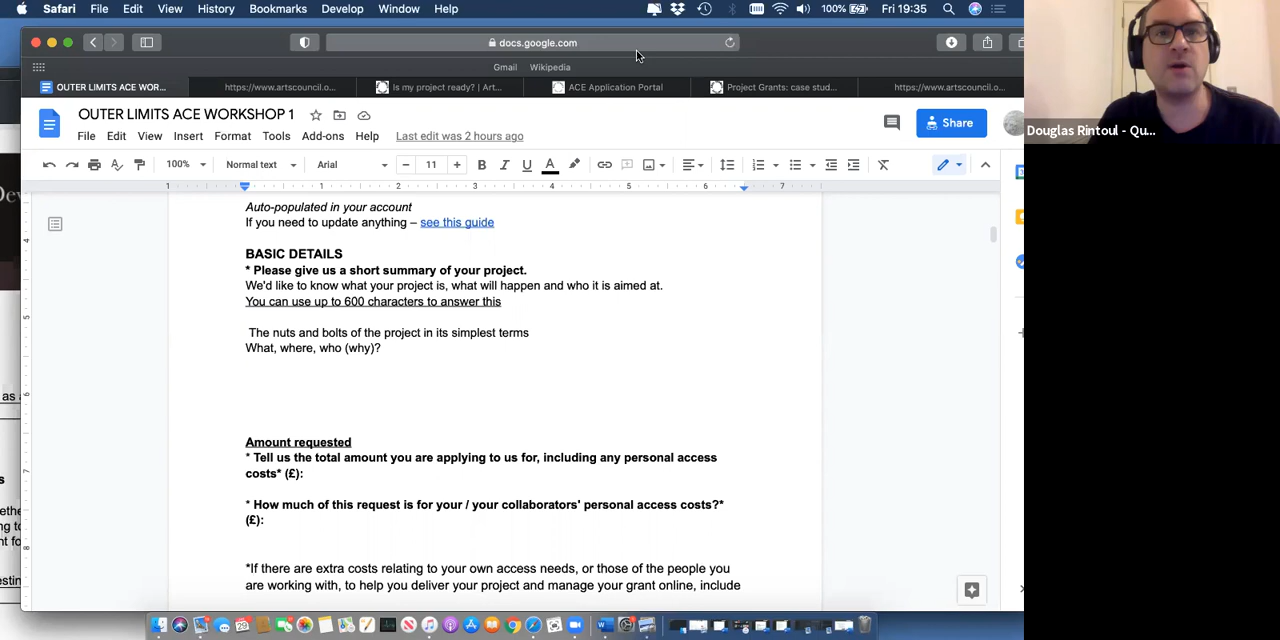 Safari File Edit View History Bookmarks Develop Window Help 100% Fri 19:35
docs.google.com
Gmail Wikipedia
OUTER LIMITS ACE WOR... https://www.artscouncil.o... Is my project ready? | Art... ACE Application Portal Project Grants: case stud... https://www.artscouncil.o...
OUTER LIMITS ACE WORKSHOP 1
File Edit View Insert Format Tools Add-ons Help Last edit was 2 hours ago
Share
Douglas Rintoul - Qu...
100% Normal text Arial 11
1 1 2 3 4 5 6 7
Auto-populated in your account
If you need to update anything – see this guide
BASIC DETAILS
* Please give us a short summary of your project.
We'd like to know what your project is, what will happen and who it is aimed at.
You can use up to 600 characters to answer this
The nuts and bolts of the project in its simplest terms
What, where, who (why)?
Amount requested
* Tell us the total amount you are applying to us for, including any personal access
costs* (£):
* How much of this request is for your / your collaborators' personal access costs?*
(£):
*If there are extra costs relating to your own access needs, or those of the people you
are working with, to help you deliver your project and manage your grant online, include